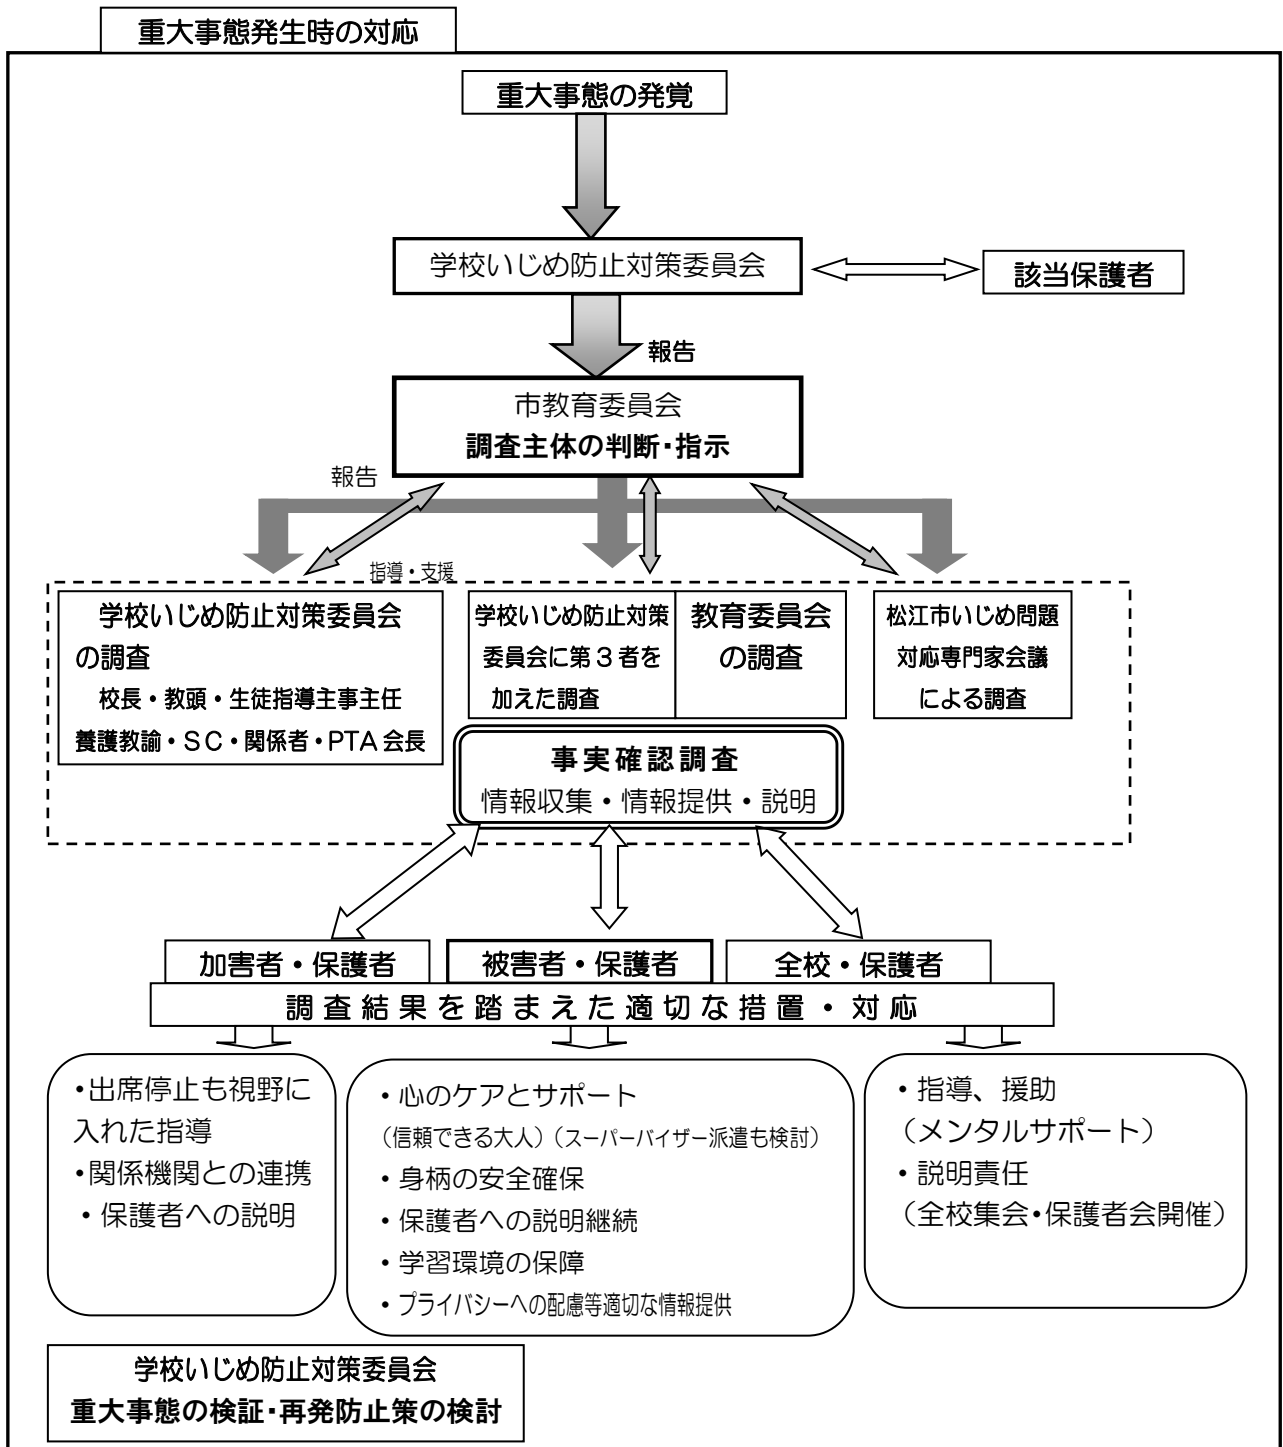 重大事態発生時の対応
重大事態の発覚
学校いじめ防止対策委員会
該当保護者
報告
市教育委員会
調査主体の判断・指示
報告
指導・支援
学校いじめ防止対策委員会
の調査
校長・教頭・生徒指導主事主任
養護教諭・SC・関係者・PTA会長
学校いじめ防止対策
委員会に第3者を
加えた調査
教育委員会
の調査
松江市いじめ問題
対応専門家会議
による調査
事実確認調査
情報収集・情報提供・説明
加害者・保護者
被害者・保護者
全校・保護者
調査結果を踏まえた適切な措置・対応
・出席停止も視野に
入れた指導
・関係機関との連携
・保護者への説明
・心のケアとサポート
（信頼できる大人）（スーパーバイザー派遣も検討）
・身柄の安全確保
・保護者への説明継続
・学習環境の保障
・プライバシーへの配慮等適切な情報提供
・指導、援助
（メンタルサポート）
・説明責任
（全校集会・保護者会開催）
学校いじめ防止対策委員会
重大事態の検証・再発防止策の検討